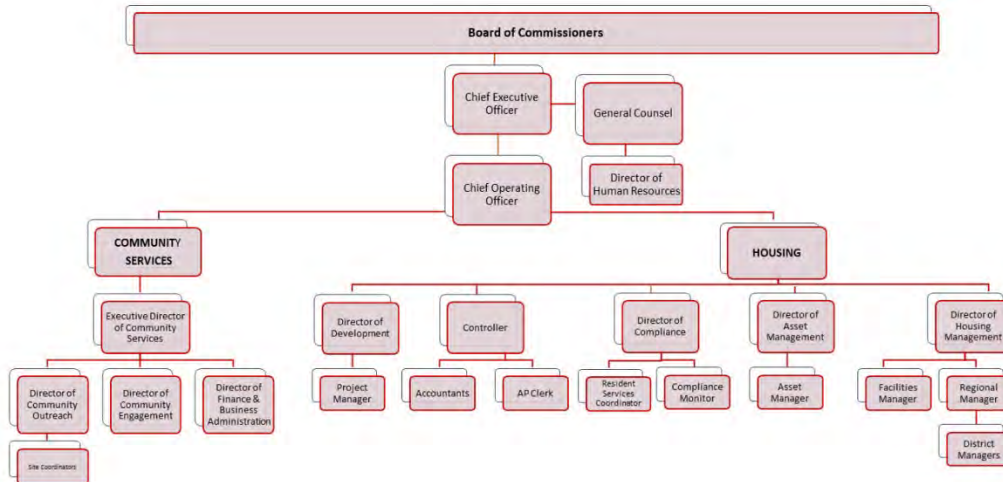 Board of Commissioners
Chief Executive
Officer
General Counsel
Director of
Human Resources
Chief Operating
Officer
COMMUNITY
SERVICES
HOUSING
Executive Director
of Community
Services
Director of
Development
Controller
Director of
Compliance
Director of
Asset
Management
Director of
Housing
Management
Director of
Community
Outreach
Director of
Community
Engagement
Director of
Finance &
Business
Administration
Project
Manager
Accountants
AP Clerk
Resident
Services
Coordinator
Compliance
Monitor
Asset
Manager
Facilities
Manager
Regional
Manager
Site Coordinators
District
Managers